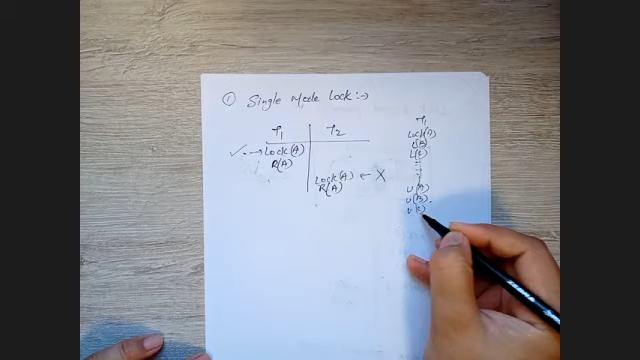 ① Single Mode Lock :→
T1 T2
✓ → Lock(A)
R(A)
Lock(A) ← X
R(A)
T1
Lock(A)
L(B)
L(C)
U(A)
U(B)
U(C)